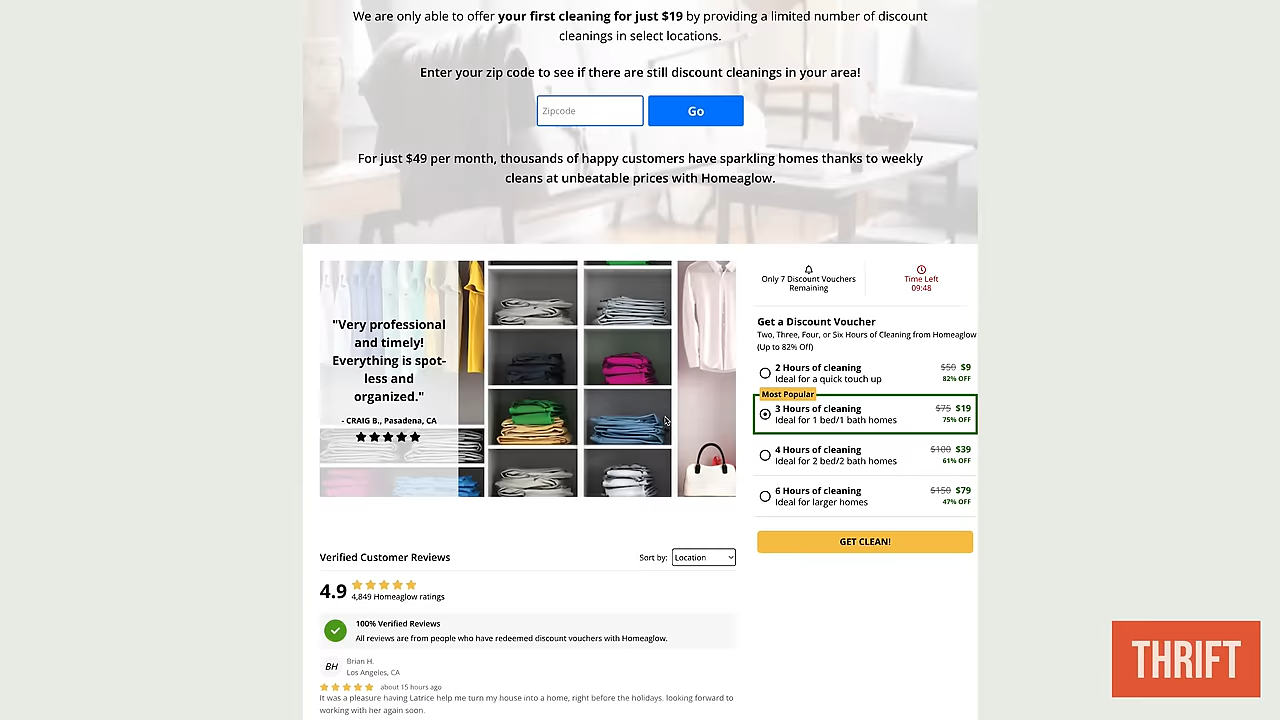 We are only able to offer your first cleaning for just $19 by providing a limited number of discount
cleanings in select locations.
Enter your zip code to see if there are still discount cleanings in your area!
Zipcode
Go
For just $49 per month, thousands of happy customers have sparkling homes thanks to weekly
cleans at unbeatable prices with Homeaglow.
"Very professional
and timely!
Everything is spot-
less and
organized."
- CRAIG B., Pasadena, CA
Only 7 Discount Vouchers
Remaining
Time Left
09:48
Get a Discount Voucher
Two, Three, Four, or Six Hours of Cleaning from Homeaglow
(Up to 82% Off)
2 Hours of cleaning $50 $9
Ideal for a quick touch up 82% OFF
Most Popular
3 Hours of cleaning $75 $19
Ideal for 1 bed/1 bath homes 75% OFF
4 Hours of cleaning $100 $39
Ideal for 2 bed/2 bath homes 61% OFF
6 Hours of cleaning $150 $79
Ideal for larger homes 47% OFF
GET CLEAN!
Verified Customer Reviews
Sort by: Location
4.9
4,849 Homeaglow ratings
100% Verified Reviews
All reviews are from people who have redeemed discount vouchers with Homeaglow.
BH
Brian H.
Los Angeles, CA
about 15 hours ago
It was a pleasure having Latrice help me turn my house into a home, right before the holidays. looking forward to
working with her again soon.
THRIFT